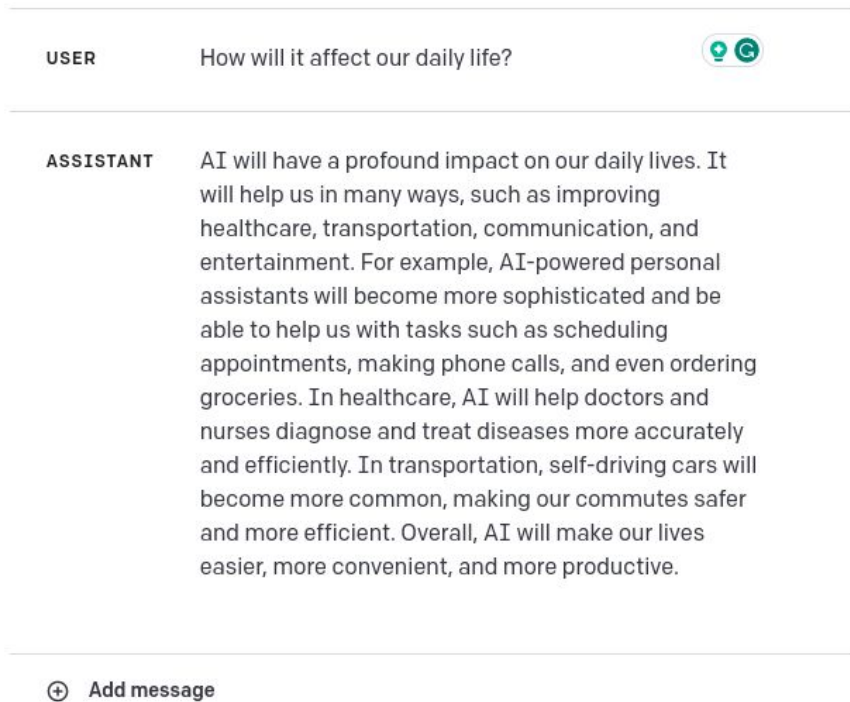 USER
How will it affect our daily life?
ASSISTANT
AI will have a profound impact on our daily lives. It
will help us in many ways, such as improving
healthcare, transportation, communication, and
entertainment. For example, AI-powered personal
assistants will become more sophisticated and be
able to help us with tasks such as scheduling
appointments, making phone calls, and even ordering
groceries. In healthcare, AI will help doctors and
nurses diagnose and treat diseases more accurately
and efficiently. In transportation, self-driving cars will
become more common, making our commutes safer
and more efficient. Overall, AI will make our lives
easier, more convenient, and more productive.
Add message